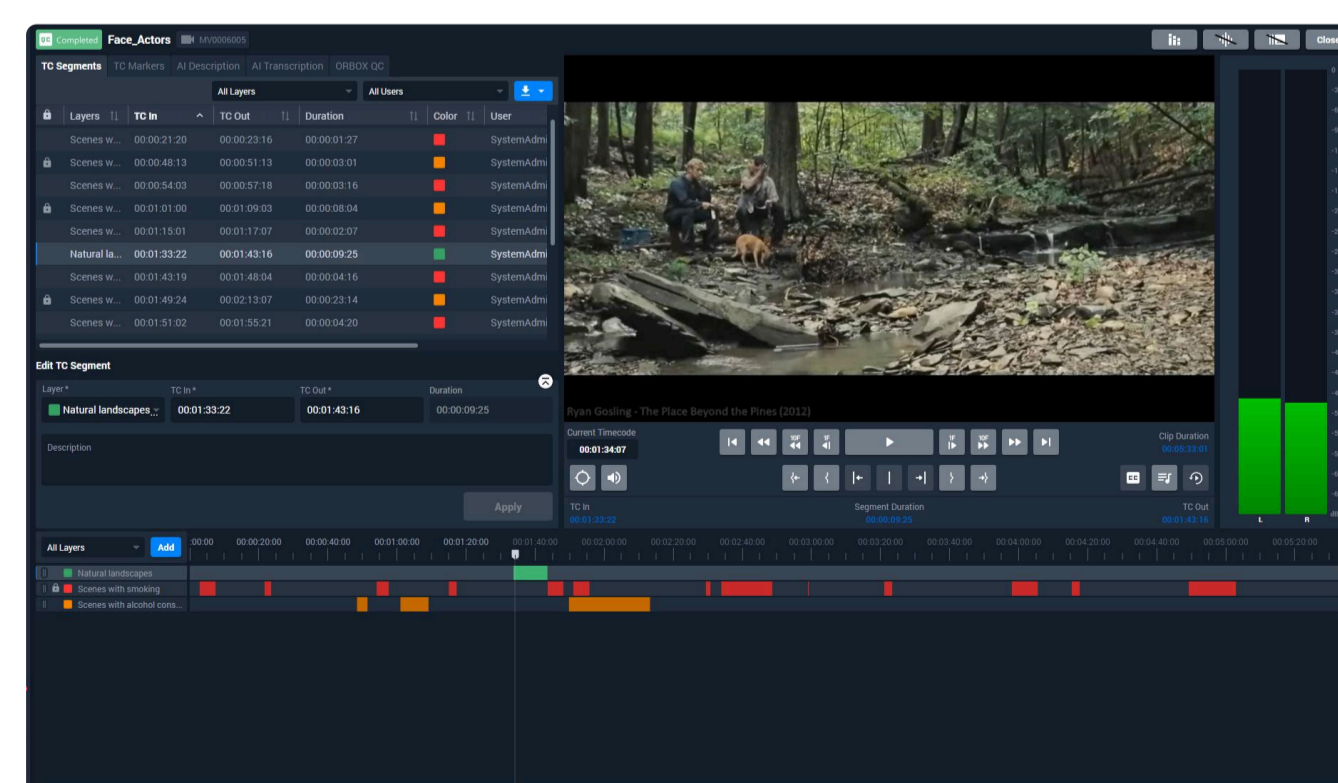 QC Completed Face_Actors MV0006005 Close
TC Segments TC Markers AI Description AI Transcription ORBOX QC
All Layers All Users
Layers TC In TC Out Duration Color User
Scenes w... 00:00:21:20 00:00:23:16 00:00:01:27 SystemAdmi
Scenes w... 00:00:48:13 00:00:51:13 00:00:03:01 SystemAdmi
Scenes w... 00:00:54:03 00:00:57:18 00:00:03:16 SystemAdmi
Scenes w... 00:01:01:00 00:01:09:03 00:00:08:04 SystemAdmi
Scenes w... 00:01:15:01 00:01:17:07 00:00:02:07 SystemAdmi
Natural la... 00:01:33:22 00:01:43:16 00:00:09:25 SystemAdmi
Scenes w... 00:01:43:19 00:01:48:04 00:00:04:16 SystemAdmi
Scenes w... 00:01:49:24 00:02:13:07 00:00:23:14 SystemAdmi
Scenes w... 00:01:51:02 00:01:55:21 00:00:04:20 SystemAdmi
Edit TC Segment
Layer* TC In* TC Out* Duration
Natural landscapes... 00:01:33:22 00:01:43:16 00:00:09:25
Description
Apply
Ryan Gosling - The Place Beyond the Pines (2012)
Current Timecode Clip Duration
00:01:34:07 10F 1F 1F 10F 00:05:33:01
CC
TC In Segment Duration TC Out
00:01:33:22 00:00:09:25 00:01:43:16
L R
All Layers Add :00:00 00:00:20:00 00:00:40:00 00:01:00:00 00:01:20:00 00:01:40:00 00:02:00:00 00:02:20:00 00:02:40:00 00:03:00:00 00:03:20:00 00:03:40:00 00:04:00:00 00:04:20:00 00:04:40:00 00:05:00:00 00:05:20:00
Natural landscapes
Scenes with smoking
Scenes with alcohol cons...